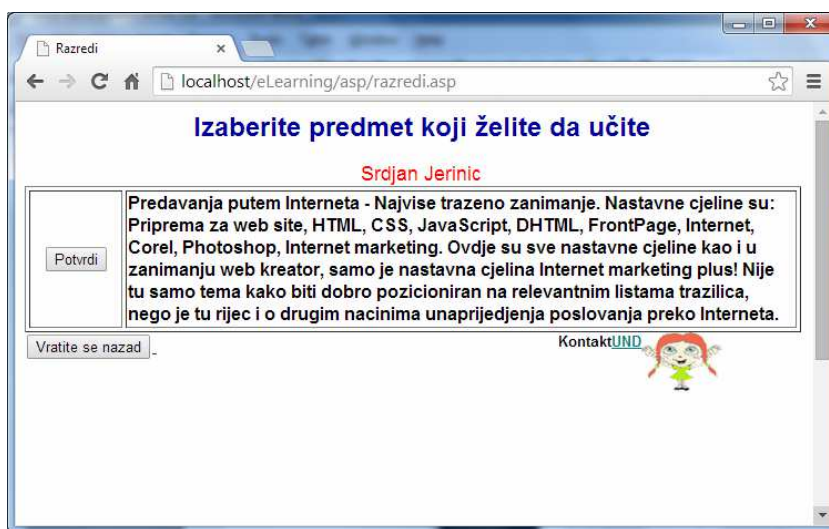 Razredi
localhost/eLearning/asp/razredi.asp
Izaberite predmet koji želite da učite
Srdjan Jerinic
Potvrdi
Predavanja putem Interneta - Najvise trazeno zanimanje. Nastavne cjeline su:
Priprema za web site, HTML, CSS, JavaScript, DHTML, FrontPage, Internet,
Corel, Photoshop, Internet marketing. Ovdje su sve nastavne cjeline kao i u
zanimanju web kreator, samo je nastavna cjelina Internet marketing plus! Nije
tu samo tema kako biti dobro pozicioniran na relevantnim listama trazilica,
nego je tu rijec i o drugim nacinima unaprijedjenja poslovanja preko Interneta.
Vratite se nazad
KontaktUND